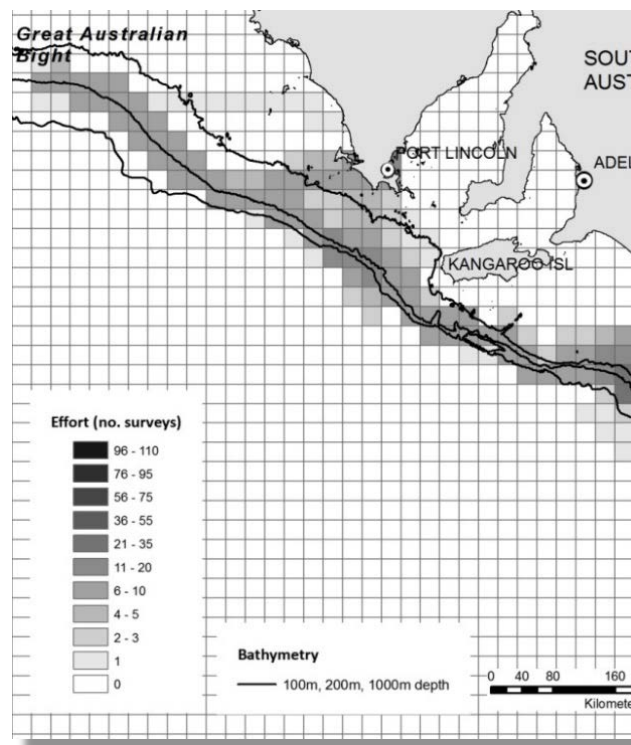 Great Australian
Bight
SOU
AUST
PORT LINCOLN
ADEL
KANGAROO ISL
Effort (no. surveys)
96 - 110
76 - 95
56 - 75
36 - 55
21 - 35
11 - 20
6 - 10
4 - 5
2 - 3
1
0
Bathymetry
100m, 200m, 1000m depth
0 40 80 160
Kilomete